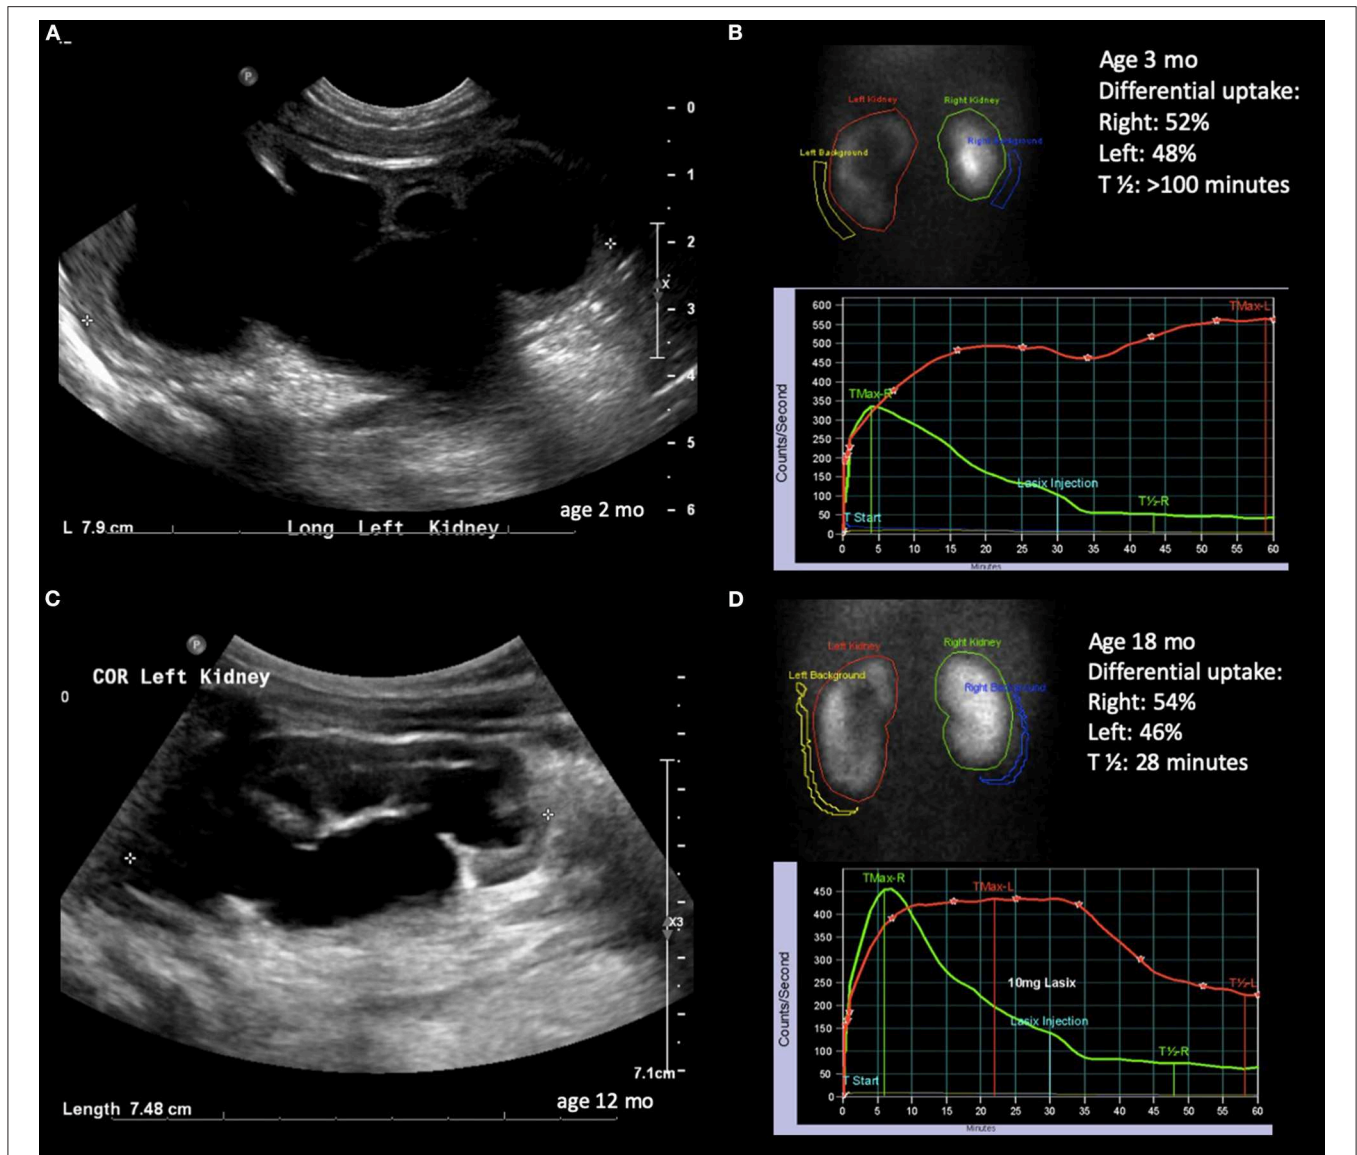 A
P
0
1
2
X
3
4
5
6
L 7.9 cm
Long Left Kidney
age 2 mo
B
Left Kidney
Right Kidney
Left Background
Right Background
Age 3 mo
Differential uptake:
Right: 52%
Left: 48%
T ½: >100 minutes
TMax-L
TMax-R
Lasix Injection
T½-R
T Start
Counts/Second
600
550
500
450
400
350
300
250
200
150
100
50
0
0 5 10 15 20 25 30 35 40 45 50 55 60
Minutes
C
P
COR Left Kidney
0
X3
7.1cm
Length 7.48 cm
age 12 mo
D
Left Kidney
Right Kidney
Left Background
Right Background
Age 18 mo
Differential uptake:
Right: 54%
Left: 46%
T ½: 28 minutes
TMax-R
TMax-L
10mg Lasix
Lasix Injection
T½-L
T½-R
T Start
Counts/Second
450
400
350
300
250
200
150
100
50
0
0 5 10 15 20 25 30 35 40 45 50 55 60
Minutes